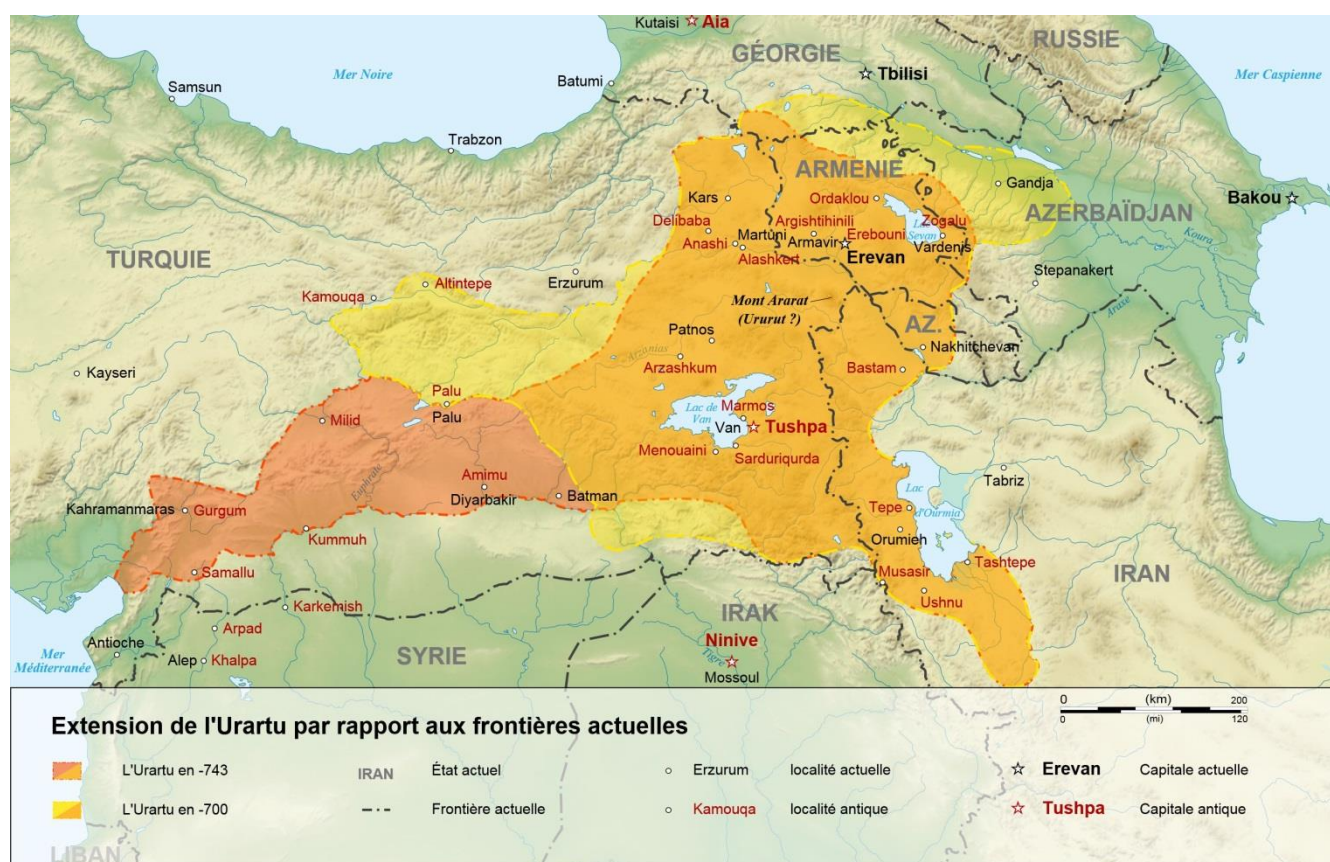 Kutaisi
Aia
RUSSIE
GÉORGIE
Mer Noire
Tbilisi
Mer Caspienne
Samsun
Batumi
Trabzon
ARMENIE
Gandja
Kars
Ordaklou
Bakou
AZERBAÏDJAN
Delibaba
Argishtihinili
Zogalu
Lac Sevan
Martúni
Erebouni
Anashi
Armavir
Vardenis
Koura
Alashkert
Erevan
TURQUIE
Stepanakert
Erzurum
Altintepe
Kamouqa
Mont Ararat
(Ururut ?)
Araxe
AZ.
Patnos
Nakhitchevan
Arzanias
Arzashkum
Bastam
Kayseri
Palu
Palu
Milid
Lac de
Van
Marmos
Van
Tushpa
Menouaini
Sarduriqurda
Euphrate
Amimu
Diyarbakir
Batman
Tabriz
Kahramanmaras
Gurgum
Lac
d'Ourmia
Tepe
Kummuh
Orumieh
Samallu
Musasir
Tashtepe
IRAN
Ushnu
Karkemish
IRAK
Arpad
Ninive
Antioche
Mer
Méditerranée
Alep
Khalpa
SYRIE
Tigre
Mossoul
0 (km) 200
0 (mi) 120
Extension de l'Urartu par rapport aux frontières actuelles
L'Urartu en -743
IRAN État actuel
Erzurum localité actuelle
Erevan Capitale actuelle
L'Urartu en -700
Frontière actuelle
Kamouqa localité antique
Tushpa Capitale antique
LIBAN